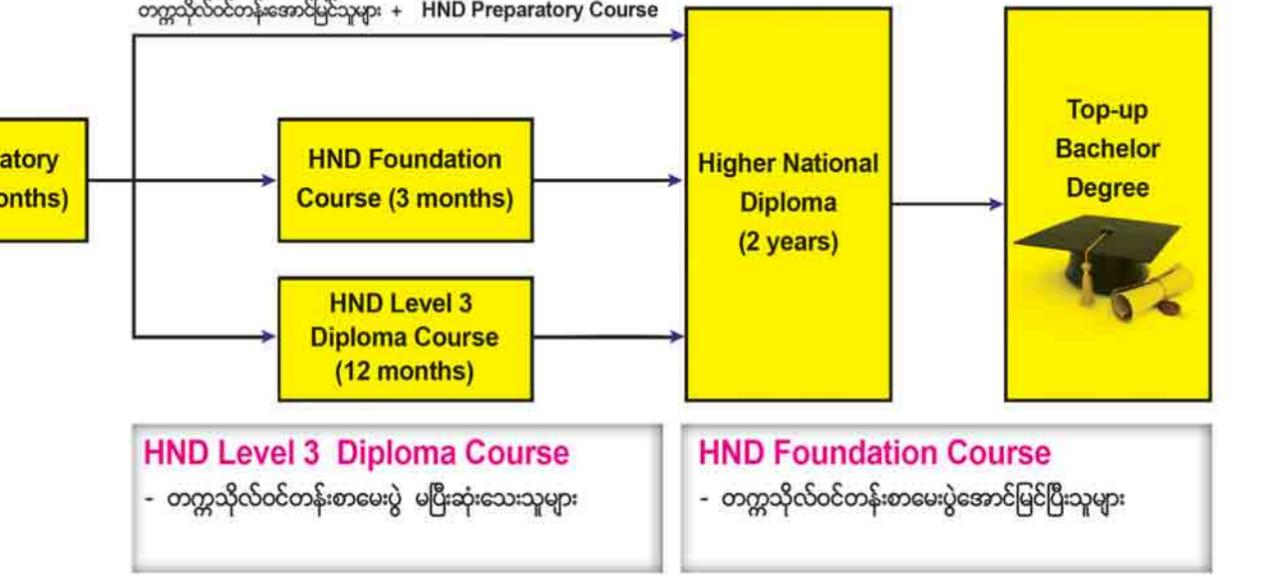 တက္ကသိုလ်ဝင်တန်းအောင်မြင်သူများ + HND Preparatory Course
atory
onths)
HND Foundation
Course (3 months)
HND Level 3
Diploma Course
(12 months)
Higher National
Diploma
(2 years)
Top-up
Bachelor
Degree
HND Level 3 Diploma Course
- တက္ကသိုလ်ဝင်တန်းစာမေးပွဲ မပြီးဆုံးသေးသူများ
HND Foundation Course
- တက္ကသိုလ်ဝင်တန်းစာမေးပွဲအောင်မြင်ပြီးသူများ